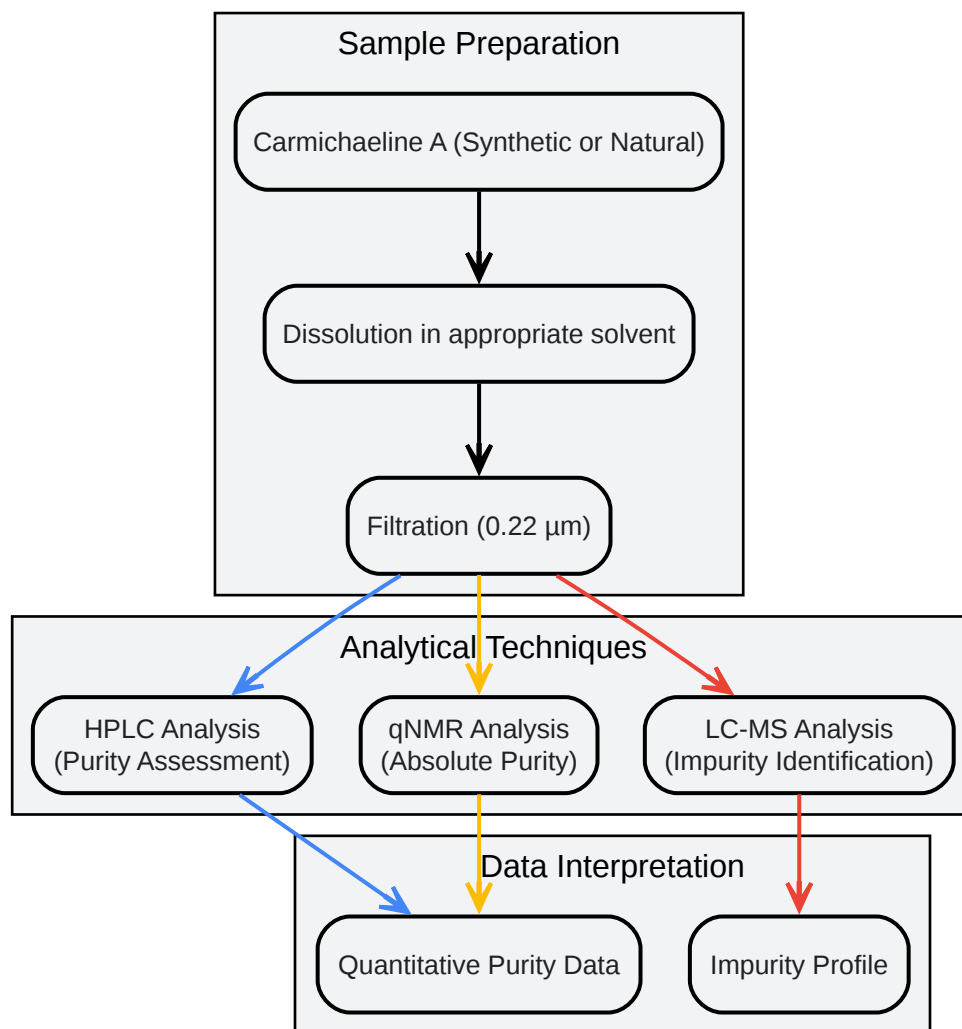 Sample Preparation
Carmichaeline A (Synthetic or Natural)
Dissolution in appropriate solvent
Filtration (0.22 µm)
Analytical Techniques
HPLC Analysis
(Purity Assessment)
qNMR Analysis
(Absolute Purity)
LC-MS Analysis
(Impurity Identification)
Data Interpretation
Quantitative Purity Data
Impurity Profile